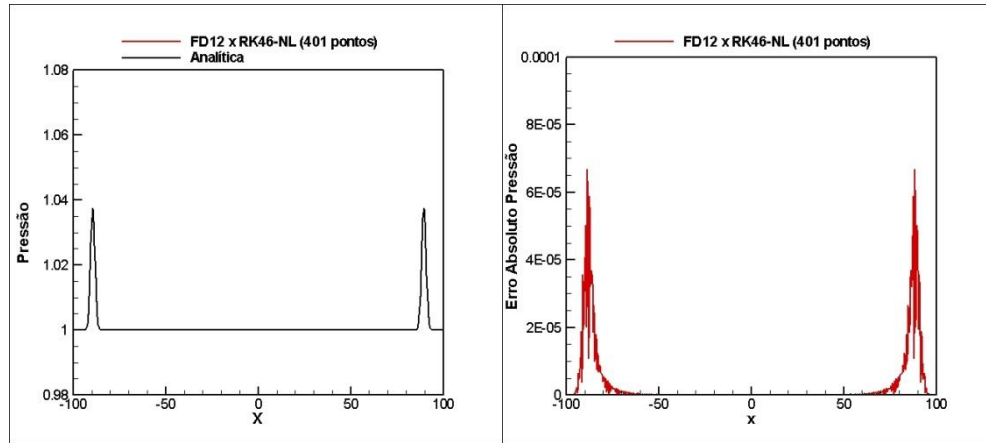 FD12 x RK46-NL (401 pontos)
Analítica
1.08
1.06
1.04
1.02
1
0.98
Pressão
-100
-50
0
50
100
X
FD12 x RK46-NL (401 pontos)
0.0001
8E-05
6E-05
4E-05
2E-05
0
Erro Absoluto Pressão
-100
-50
0
50
100
x